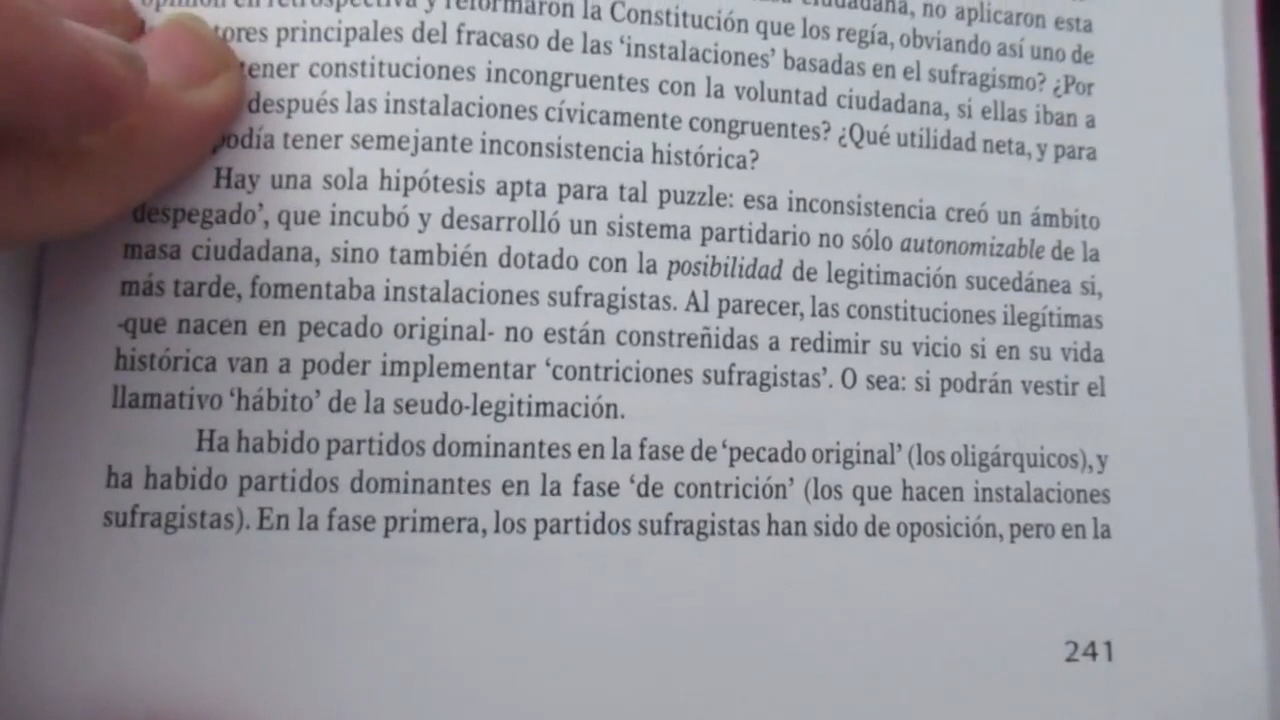 opinión en retrospectiva y reformaron la Constitución que los regía, obviando así uno de
tores principales del fracaso de las ‘instalaciones’ basadas en el sufragismo? ¿Por
tener constituciones incongruentes con la voluntad ciudadana, si ellas iban a
después las instalaciones cívicamente congruentes? ¿Qué utilidad neta, y para
podía tener semejante inconsistencia histórica?
Hay una sola hipótesis apta para tal puzzle: esa inconsistencia creó un ámbito
despegado’, que incubó y desarrolló un sistema partidario no sólo autonomizable de la
masa ciudadana, sino también dotado con la posibilidad de legitimación sucedánea si,
más tarde, fomentaba instalaciones sufragistas. Al parecer, las constituciones ilegítimas
-que nacen en pecado original- no están constreñidas a redimir su vicio si en su vida
histórica van a poder implementar ‘contriciones sufragistas’. O sea: si podrán vestir el
llamativo ‘hábito’ de la seudo-legitimación.
Ha habido partidos dominantes en la fase de ‘pecado original’ (los oligárquicos), y
ha habido partidos dominantes en la fase ‘de contrición’ (los que hacen instalaciones
sufragistas). En la fase primera, los partidos sufragistas han sido de oposición, pero en la
241